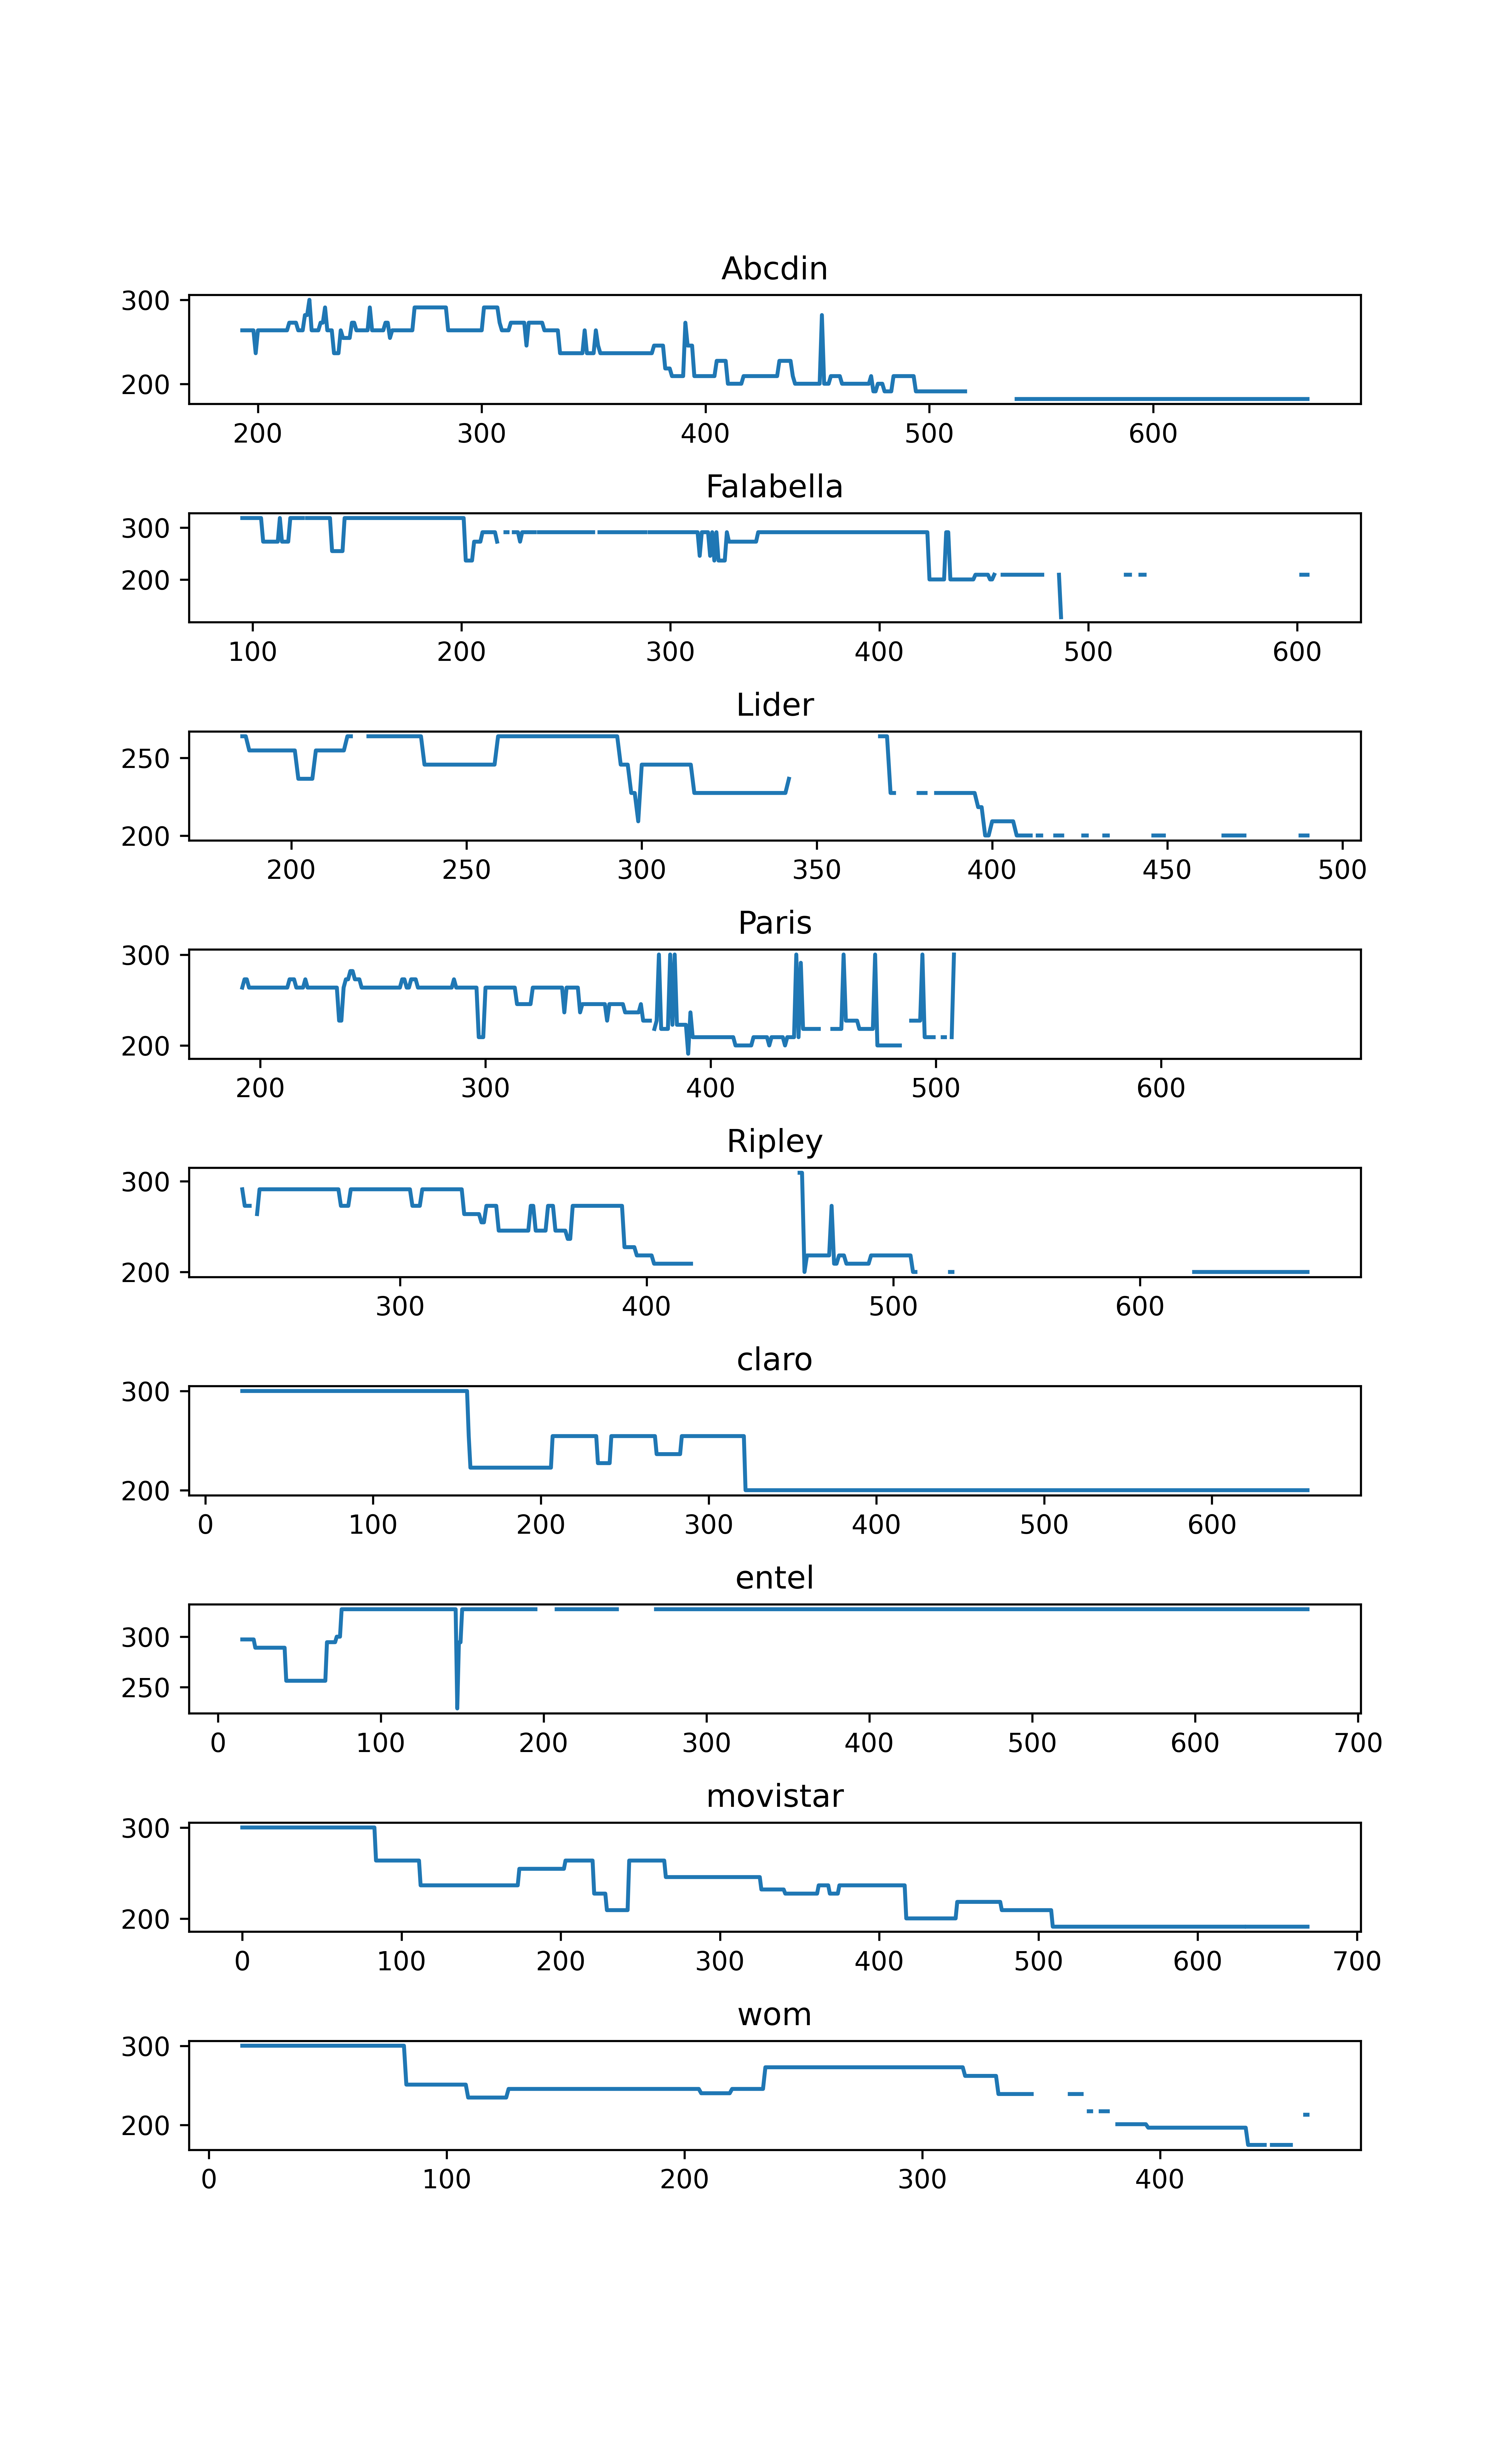 Abcdin
300
200
200 300 400 500 600
Falabella
300
200
100 200 300 400 500 600
Lider
250
200
200 250 300 350 400 450 500
Paris
300
200
200 300 400 500 600
Ripley
300
200
300 400 500 600
claro
300
200
0 100 200 300 400 500 600
entel
300
250
0 100 200 300 400 500 600 700
movistar
300
200
0 100 200 300 400 500 600 700
wom
300
200
0 100 200 300 400